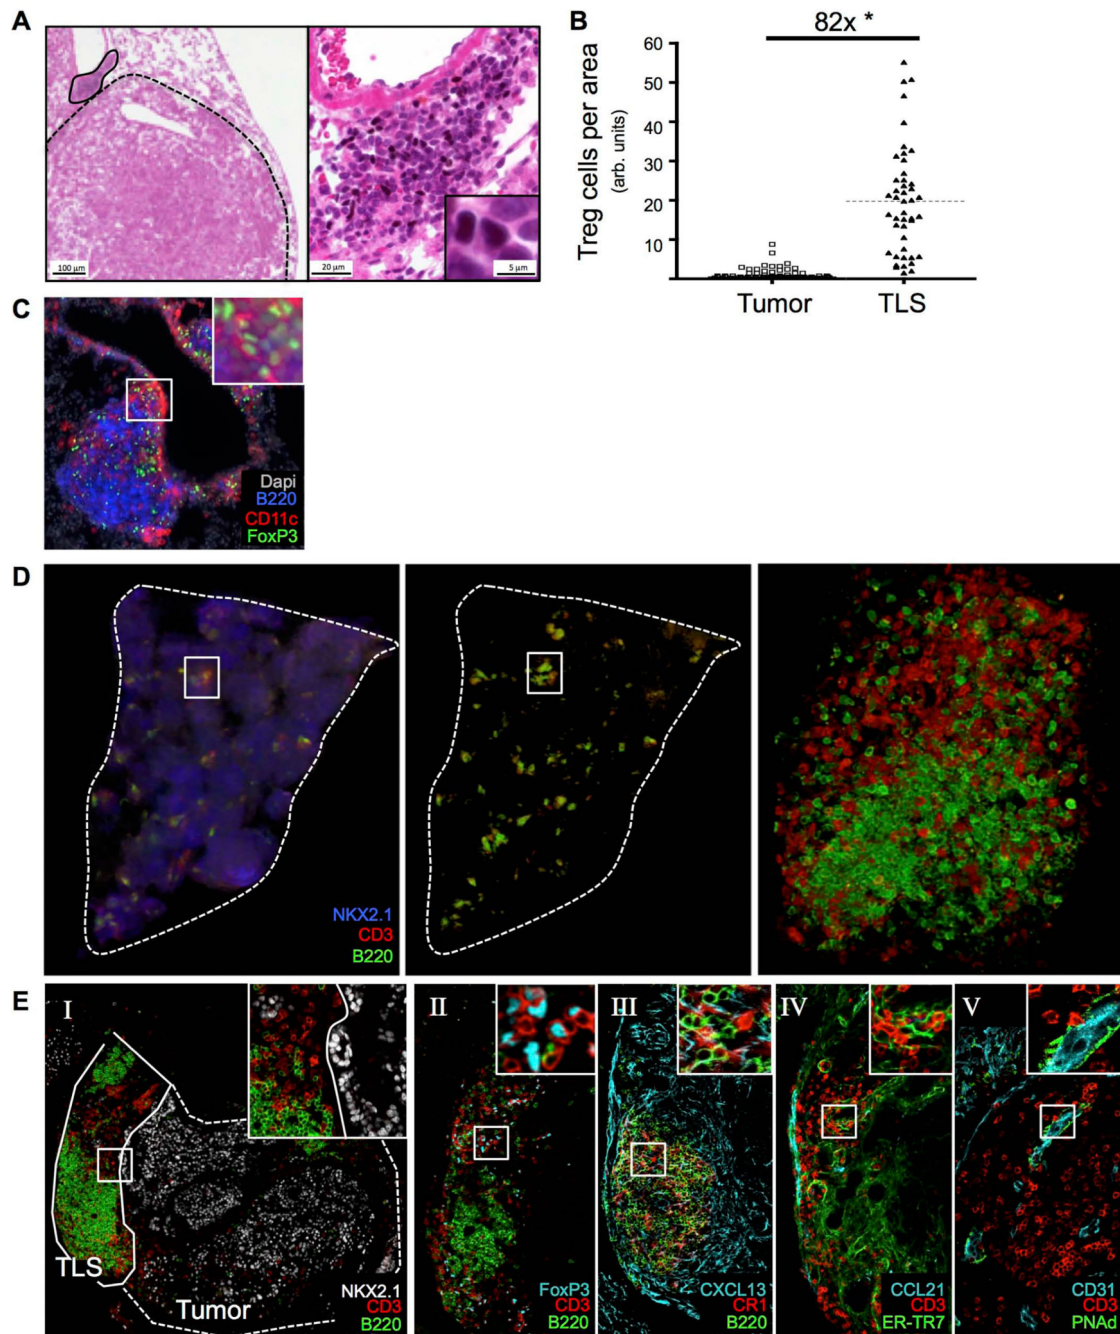 A
100 µm
20 µm
5 µm
B
82x *
Treg cells per area
(arb. units)
60
50
40
30
20
10
Tumor
TLS
C
Dapi
B220
CD11c
FoxP3
D
NKX2.1
CD3
B220
E
I
TLS
Tumor
NKX2.1
CD3
B220
II
FoxP3
CD3
B220
III
CXCL13
CR1
B220
IV
CCL21
CD3
ER-TR7
V
CD31
CD3
PNAd